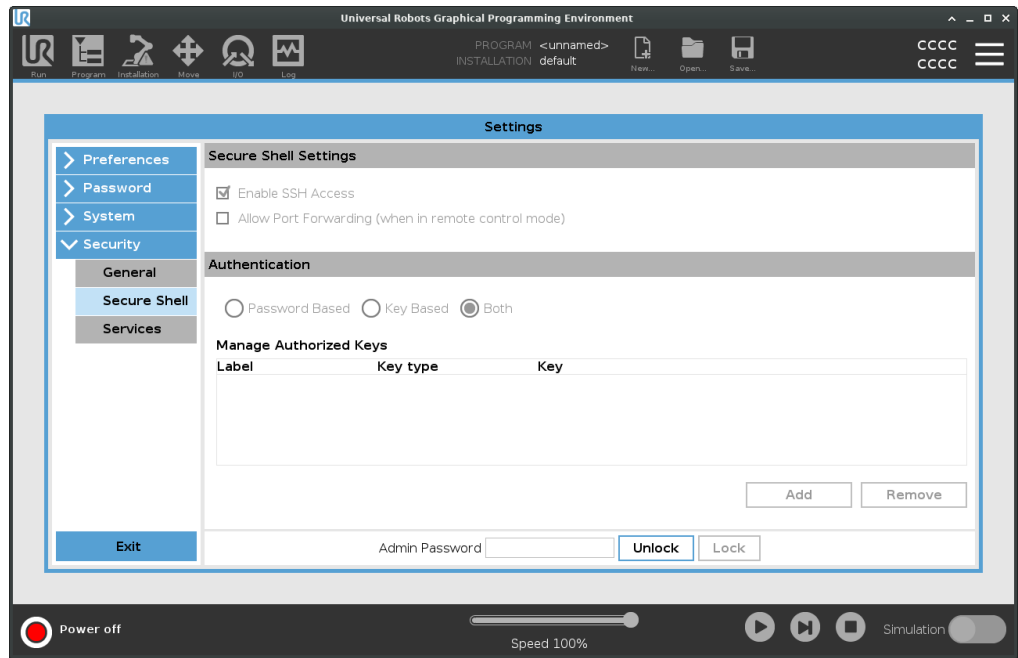 Universal Robots Graphical Programming Environment
UR
Run
Program
Installation
Move
I/O
Log
PROGRAM <unnamed>
INSTALLATION default
New...
Open...
Save...
CCCC
CCCC
Settings
Preferences
Password
System
Security
General
Secure Shell
Services
Exit
Secure Shell Settings
Enable SSH Access
Allow Port Forwarding (when in remote control mode)
Authentication
Password Based Key Based Both
Manage Authorized Keys
Label Key type Key
Add Remove
Admin Password Unlock Lock
Power off
Speed 100%
Simulation